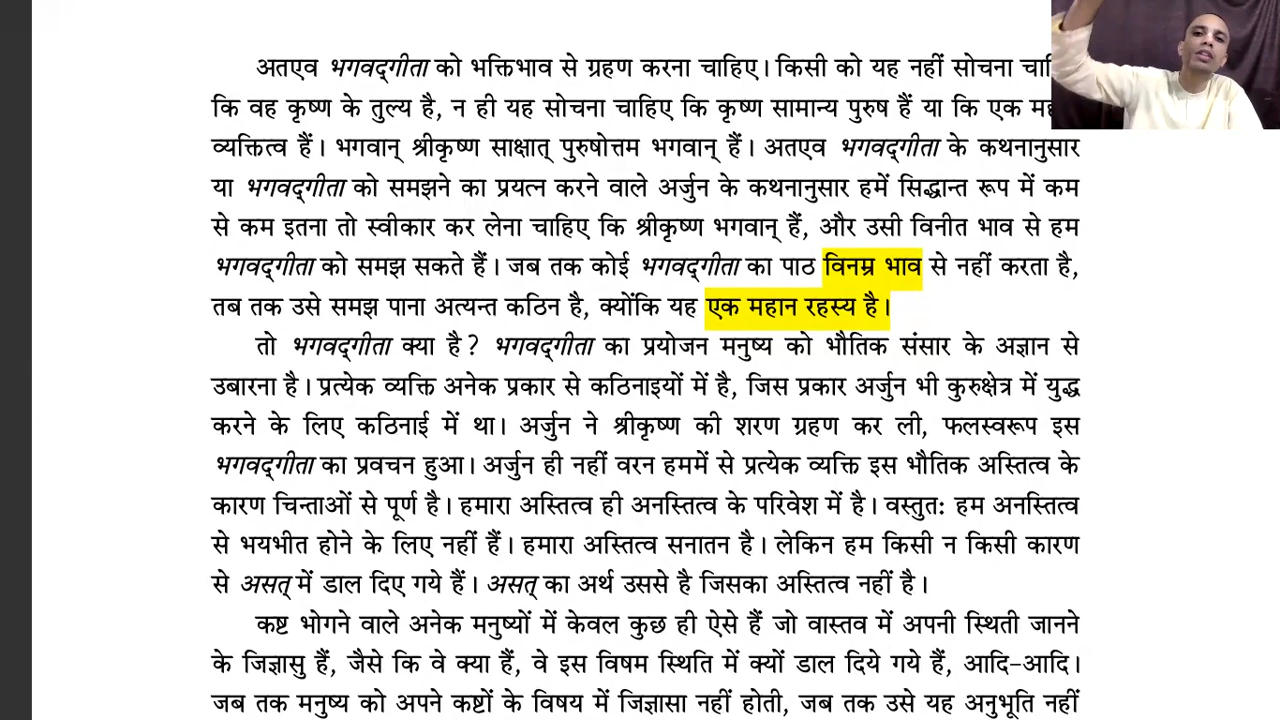 अतएव भगवद्‌गीता को भक्तिभाव से ग्रहण करना चाहिए। किसी को यह नहीं सोचना
कि वह कृष्ण के तुल्य है, न ही यह सोचना चाहिए कि कृष्ण सामान्य पुरुष हैं या कि एक
व्यक्तित्व हैं। भगवान् श्रीकृष्ण साक्षात् पुरुषोत्तम भगवान् हैं। अतएव भगवद्‌गीता के कथनानुसार
या भगवद्‌गीता को समझने का प्रयत्न करने वाले अर्जुन के कथनानुसार हमें सिद्धान्त रूप में कम
से कम इतना तो स्वीकार कर लेना चाहिए कि श्रीकृष्ण भगवान् हैं, और उसी विनीत भाव से हम
भगवद्‌गीता को समझ सकते हैं। जब तक कोई भगवद्‌गीता का पाठ विनम्र भाव से नहीं करता है,
तब तक उसे समझ पाना अत्यन्त कठिन है, क्योंकि यह एक महान रहस्य है।
तो भगवद्‌गीता क्या है? भगवद्‌गीता का प्रयोजन मनुष्य को भौतिक संसार के अज्ञान से
उबारना है। प्रत्येक व्यक्ति अनेक प्रकार से कठिनाइयों में है, जिस प्रकार अर्जुन भी कुरुक्षेत्र में युद्ध
करने के लिए कठिनाई में था। अर्जुन ने श्रीकृष्ण की शरण ग्रहण कर ली, फलस्वरूप इस
भगवद्‌गीता का प्रवचन हुआ। अर्जुन ही नहीं वरन हममें से प्रत्येक व्यक्ति इस भौतिक अस्तित्व के
कारण चिन्ताओं से पूर्ण है। हमारा अस्तित्व ही अनस्तित्व के परिवेश में है। वस्तुतः हम अनस्तित्व
से भयभीत होने के लिए नहीं हैं। हमारा अस्तित्व सनातन है। लेकिन हम किसी न किसी कारण
से असत् में डाल दिए गये हैं। असत् का अर्थ उससे है जिसका अस्तित्व नहीं है।
कष्ट भोगने वाले अनेक मनुष्यों में केवल कुछ ही ऐसे हैं जो वास्तव में अपनी स्थिती जानने
के जिज्ञासु हैं, जैसे कि वे क्या हैं, वे इस विषम स्थिति में क्यों डाल दिये गये हैं, आदि-आदि।
जब तक मनुष्य को अपने कष्टों के विषय में जिज्ञासा नहीं होती, जब तक उसे यह अनुभूति नहीं